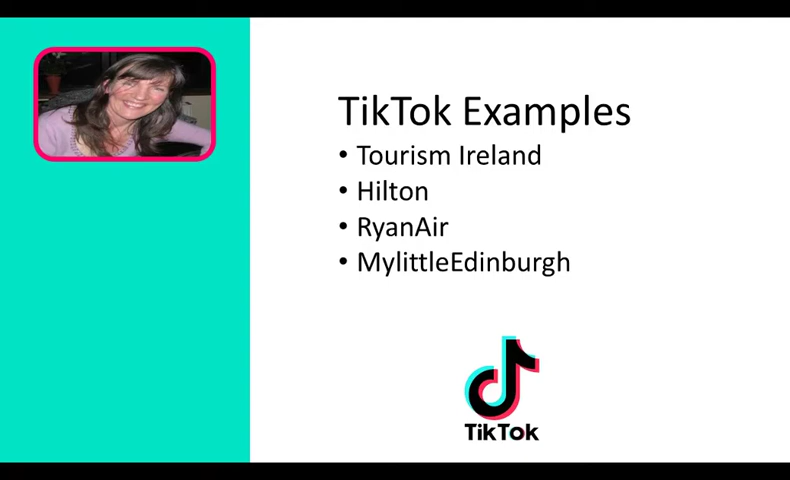 TikTok Examples
• Tourism Ireland
• Hilton
• RyanAir
• MylittleEdinburgh
TikTok